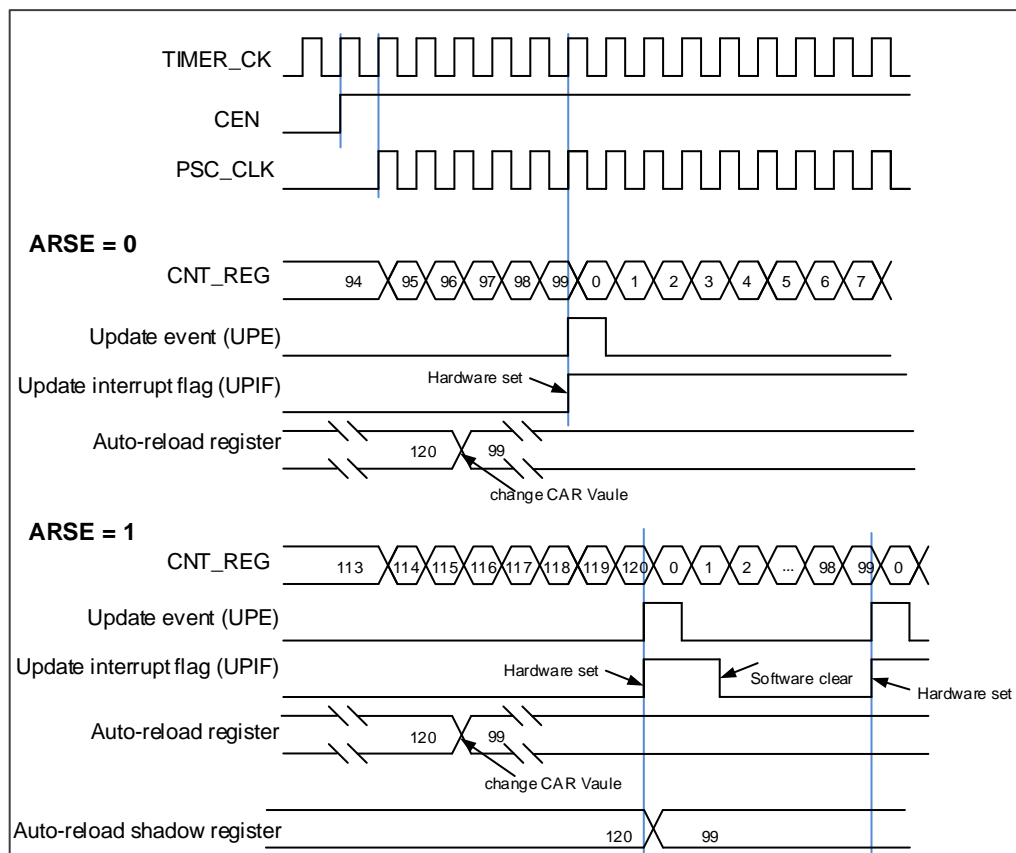 TIMER_CK
CEN
PSC_CLK
ARSE = 0
CNT_REG 94 95 96 97 98 99 0 1 2 3 4 5 6 7
Update event (UPE)
Update interrupt flag (UPIF) Hardware set
Auto-reload register 120 99
change CAR Vaule
ARSE = 1
CNT_REG 113 114 115 116 117 118 119 120 0 1 2 ... 98 99 0
Update event (UPE)
Update interrupt flag (UPIF) Hardware set Software clear Hardware set
Auto-reload register 120 99
change CAR Vaule
Auto-reload shadow register 120 99